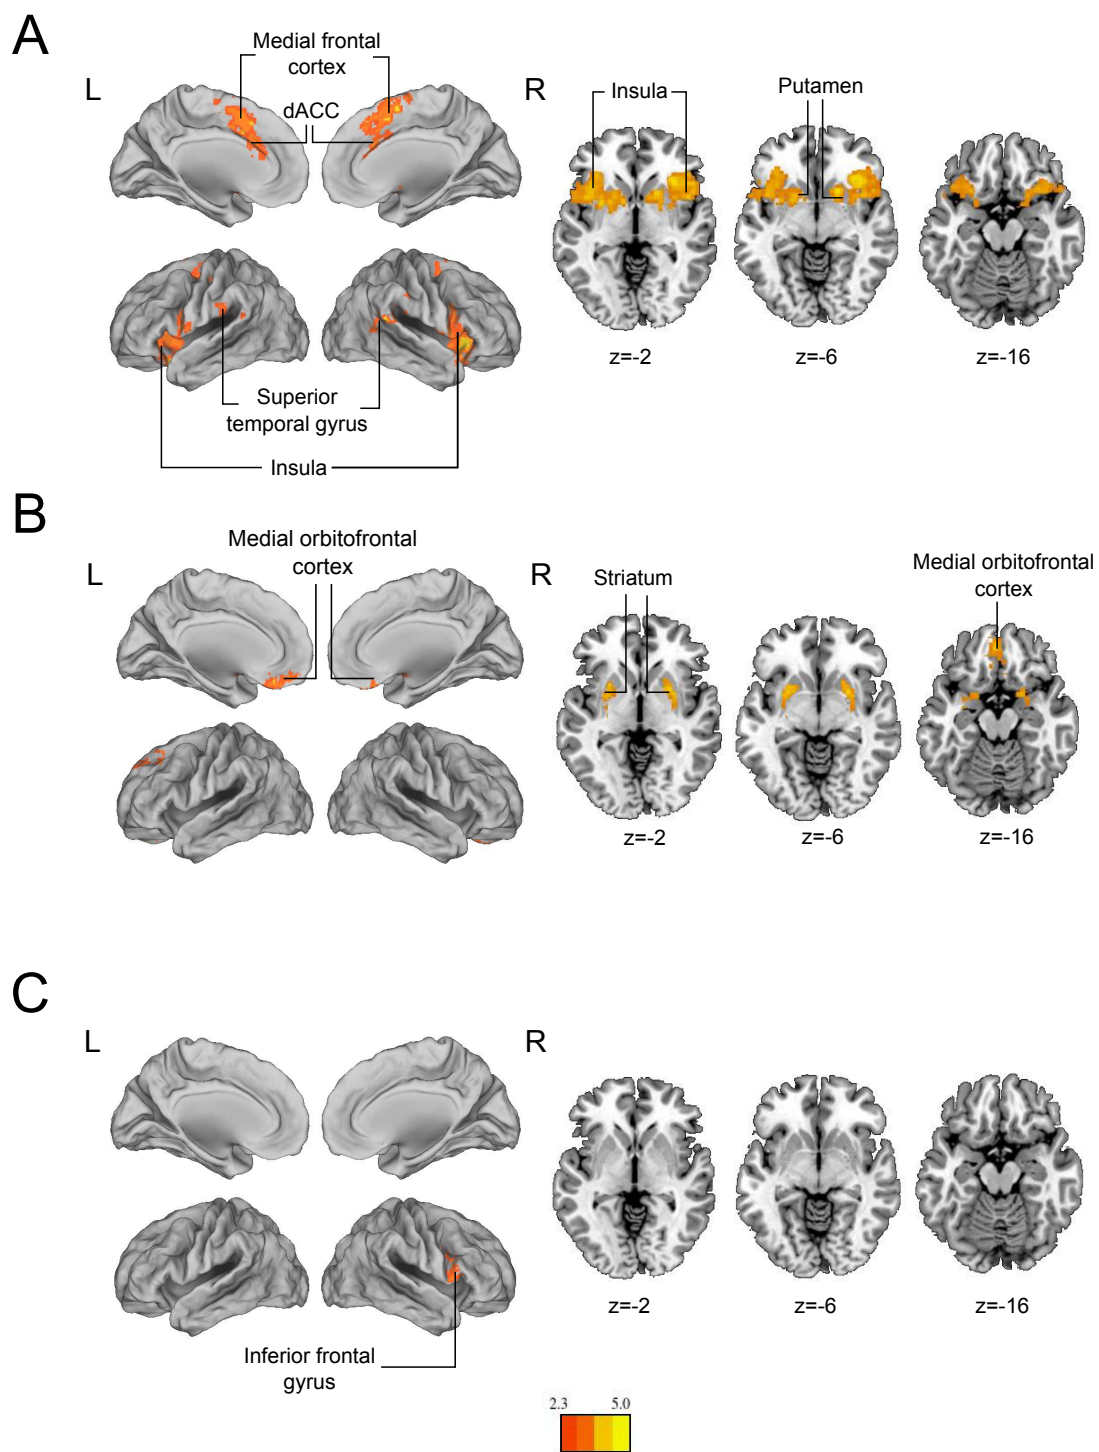 A
Medial frontal
cortex
L
dACC
R
Insula
Putamen
z=-2
z=-6
z=-16
Superior
temporal gyrus
Insula
B
Medial orbitofrontal
cortex
L
R
Striatum
Medial orbitofrontal
cortex
z=-2
z=-6
z=-16
C
L
R
z=-2
z=-6
z=-16
Inferior frontal
gyrus
2.3 5.0